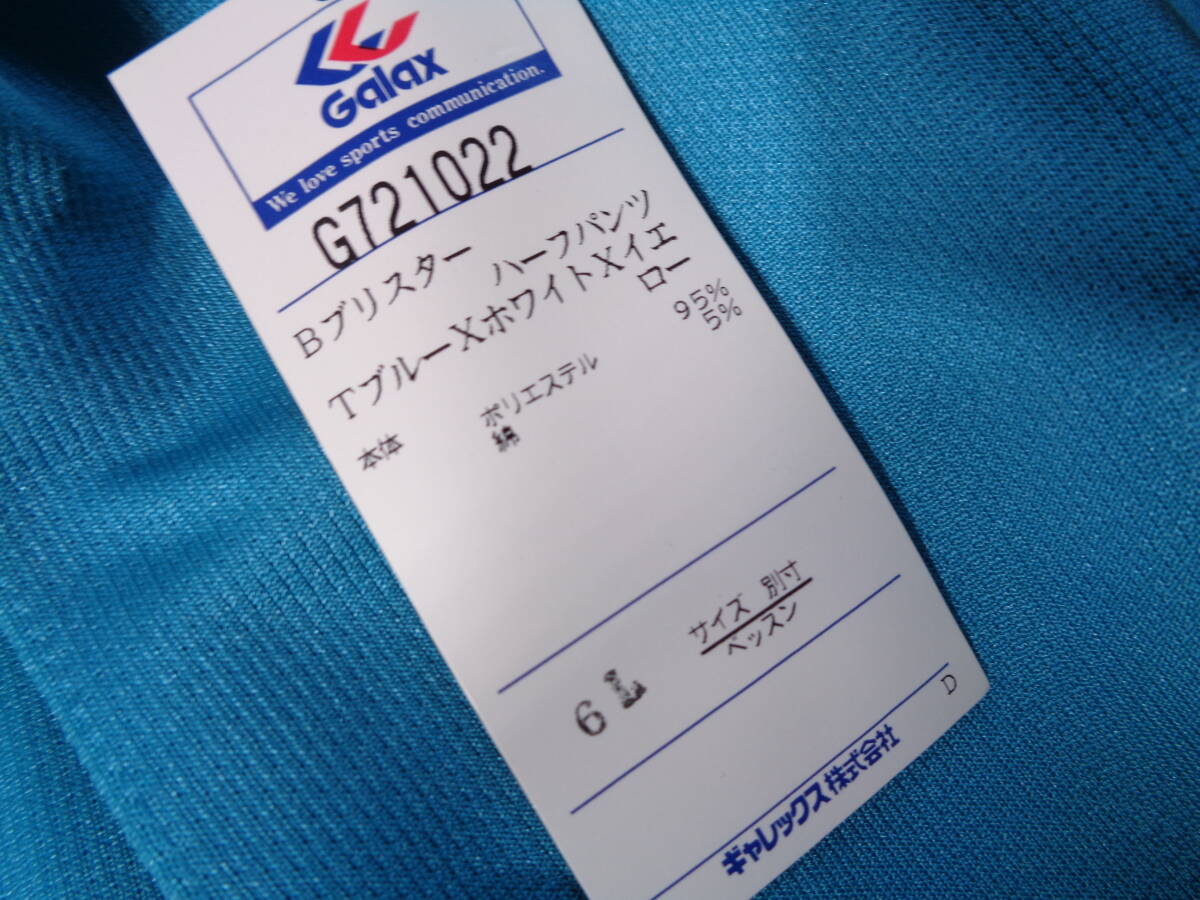 Galax
We love sports communication.
G721022
Bブリスター ハーフパンツ
TブルーXホワイトXイエ
ロー
本体 ポリエステル 95%
綿 5%
6L サイズ 別寸
ベッスン
D
ギャレックス株式会社